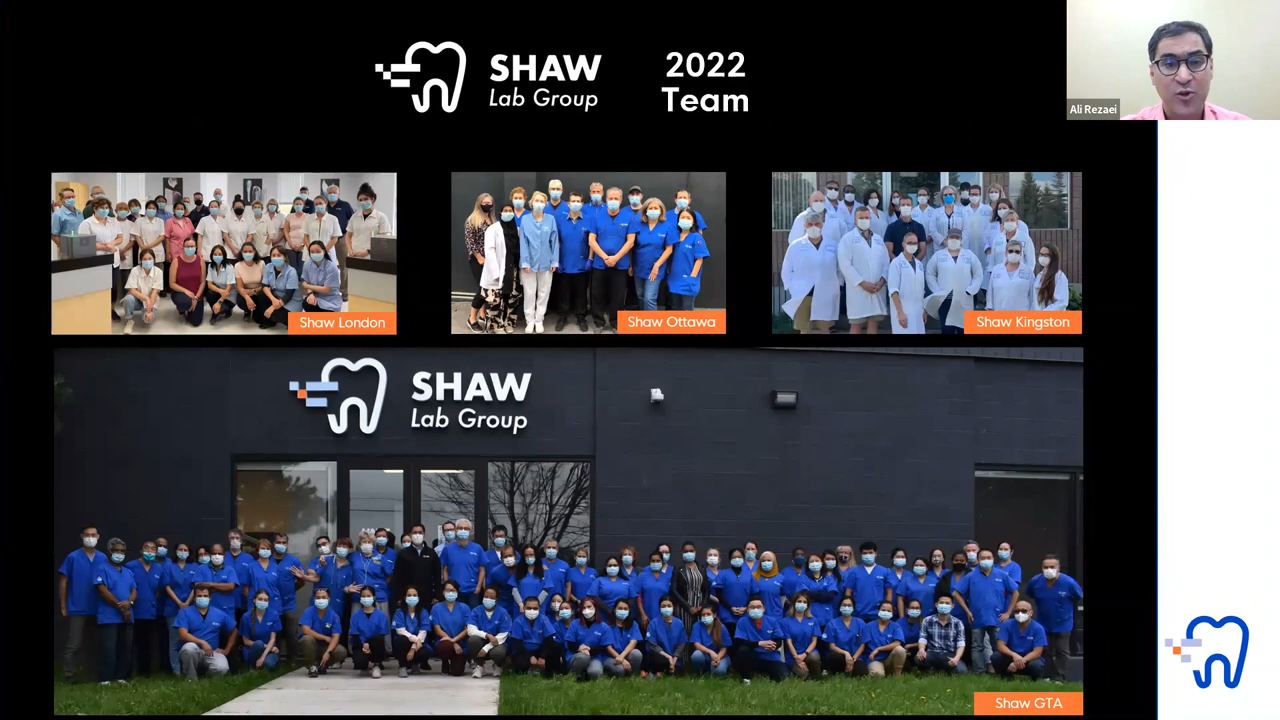 SHAW
Lab Group
2022
Team
Ali Rezaei
Shaw London
Shaw Ottawa
Shaw Kingston
SHAW
Lab Group
Shaw GTA